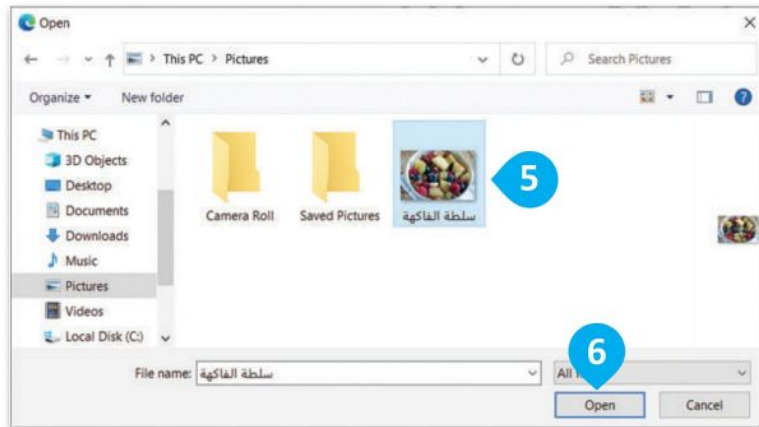 Open
This PC > Pictures
Search Pictures
Organize
New folder
This PC
3D Objects
Desktop
Documents
Downloads
Music
Pictures
Videos
Local Disk (C:)
Camera Roll
Saved Pictures
سلطة الفاكهة
5
File name: سلطة الفاكهة
All
6
Open
Cancel